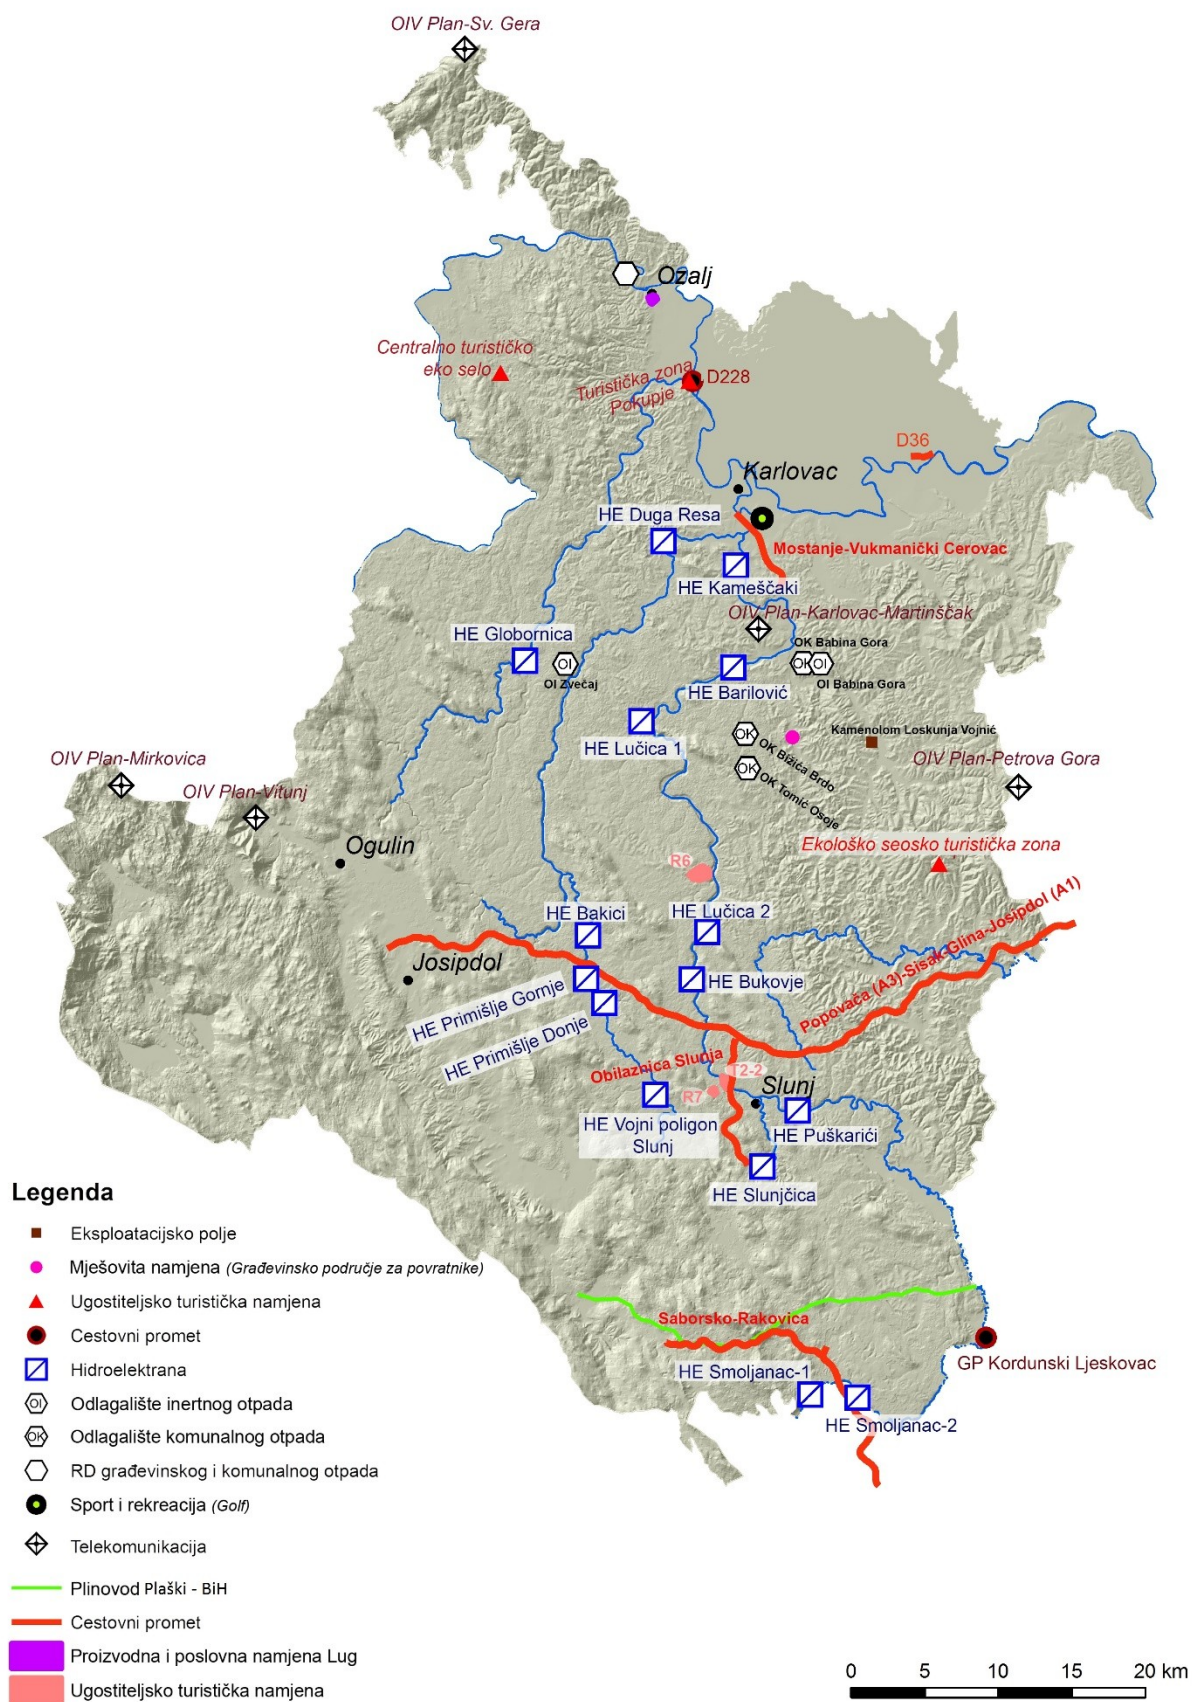 OIV Plan-Sv. Gera
Ozalj
Centralno turističko
eko selo
Turistička zona
Pokupje
D228
D36
Karlovac
HE Duga Resa
Mostanje-Vukmanički Cerovac
HE Kameščaki
OIV Plan-Karlovac-Martinščak
HE Globornica
OI
OI Zvečaj
OK Babina Gora
OK
OI
OI Babina Gora
HE Barilović
HE Lučica 1
OK
OK Bižića Brdo
OK
OK Tomić Osoje
Kamenolom Loskunja Vojnić
OIV Plan-Petrova Gora
OIV Plan-Mirkovica
OIV Plan-Vitunj
Ogulin
Ekološko seosko turistička zona
R6
HE Bakici
HE Lučica 2
Josipdol
HE Primišlje Gornje
HE Bukovje
Popovača (A3)-Sisak-Glina-Josipdol (A1)
HE Primišlje Donje
Obilaznica Slunja
T2-2
R7
Slunj
HE Vojni poligon
Slunj
HE Puškarići
HE Slunjčica
Saborsko-Rakovica
GP Kordunski Ljeskovac
HE Smoljanac-1
HE Smoljanac-2
Legenda
Eksploatacijsko polje
Mješovita namjena (Građevinsko područje za povratnike)
Ugostiteljsko turistička namjena
Cestovni promet
Hidroelektrana
OI
Odlagalište inertnog otpada
OK
Odlagalište komunalnog otpada
RD građevinskog i komunalnog otpada
Sport i rekreacija (Golf)
Telekomunikacija
Plinovod Plaški - BiH
Cestovni promet
Proizvodna i poslovna namjena Lug
Ugostiteljsko turistička namjena
0 5 10 15 20 km